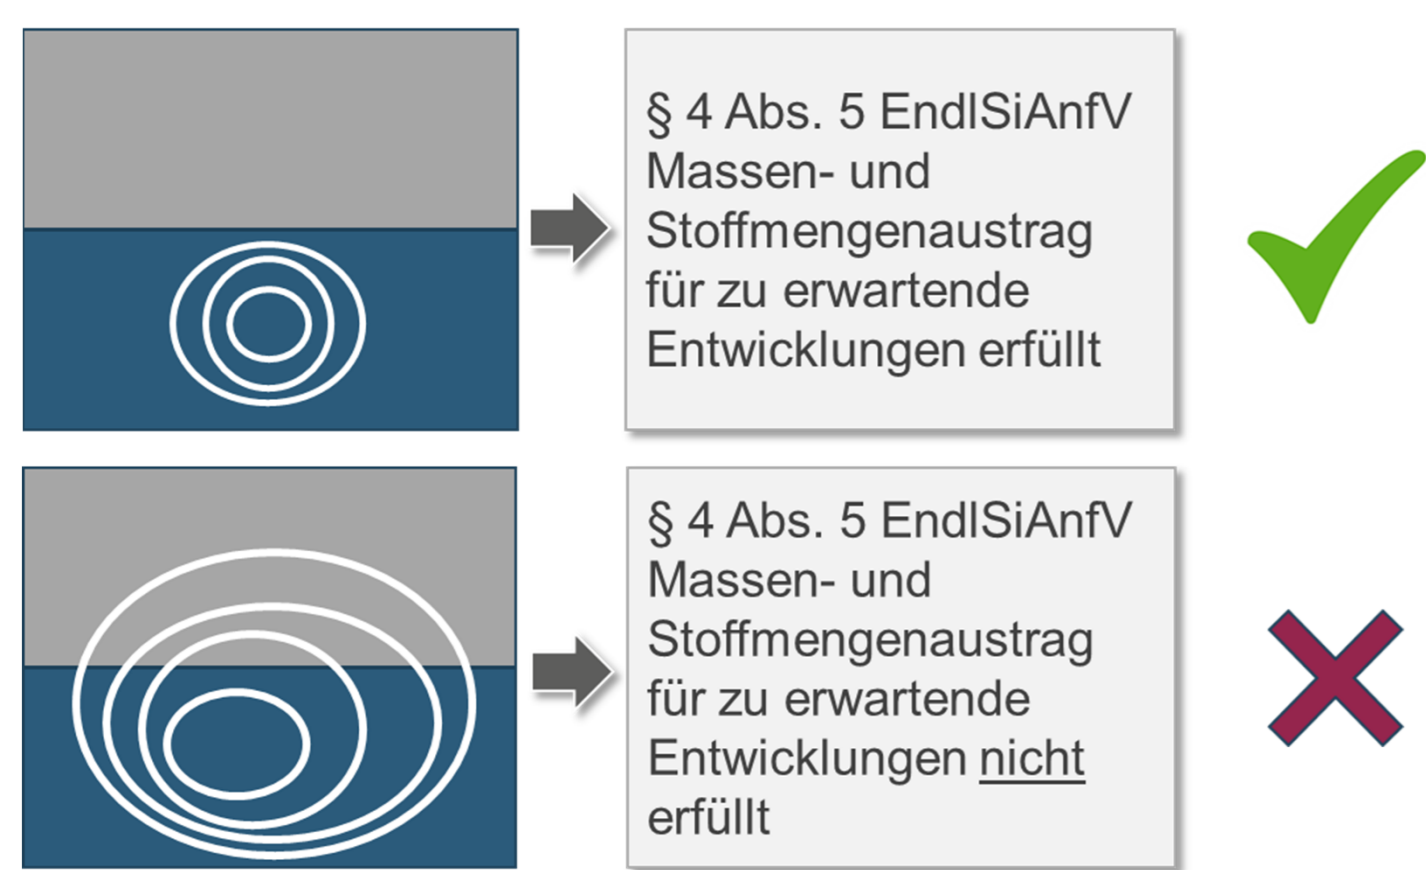 § 4 Abs. 5 EndlSiAnfV
Massen- und
Stoffmengenaustrag
für zu erwartende
Entwicklungen erfüllt
§ 4 Abs. 5 EndlSiAnfV
Massen- und
Stoffmengenaustrag
für zu erwartende
Entwicklungen nicht
erfüllt